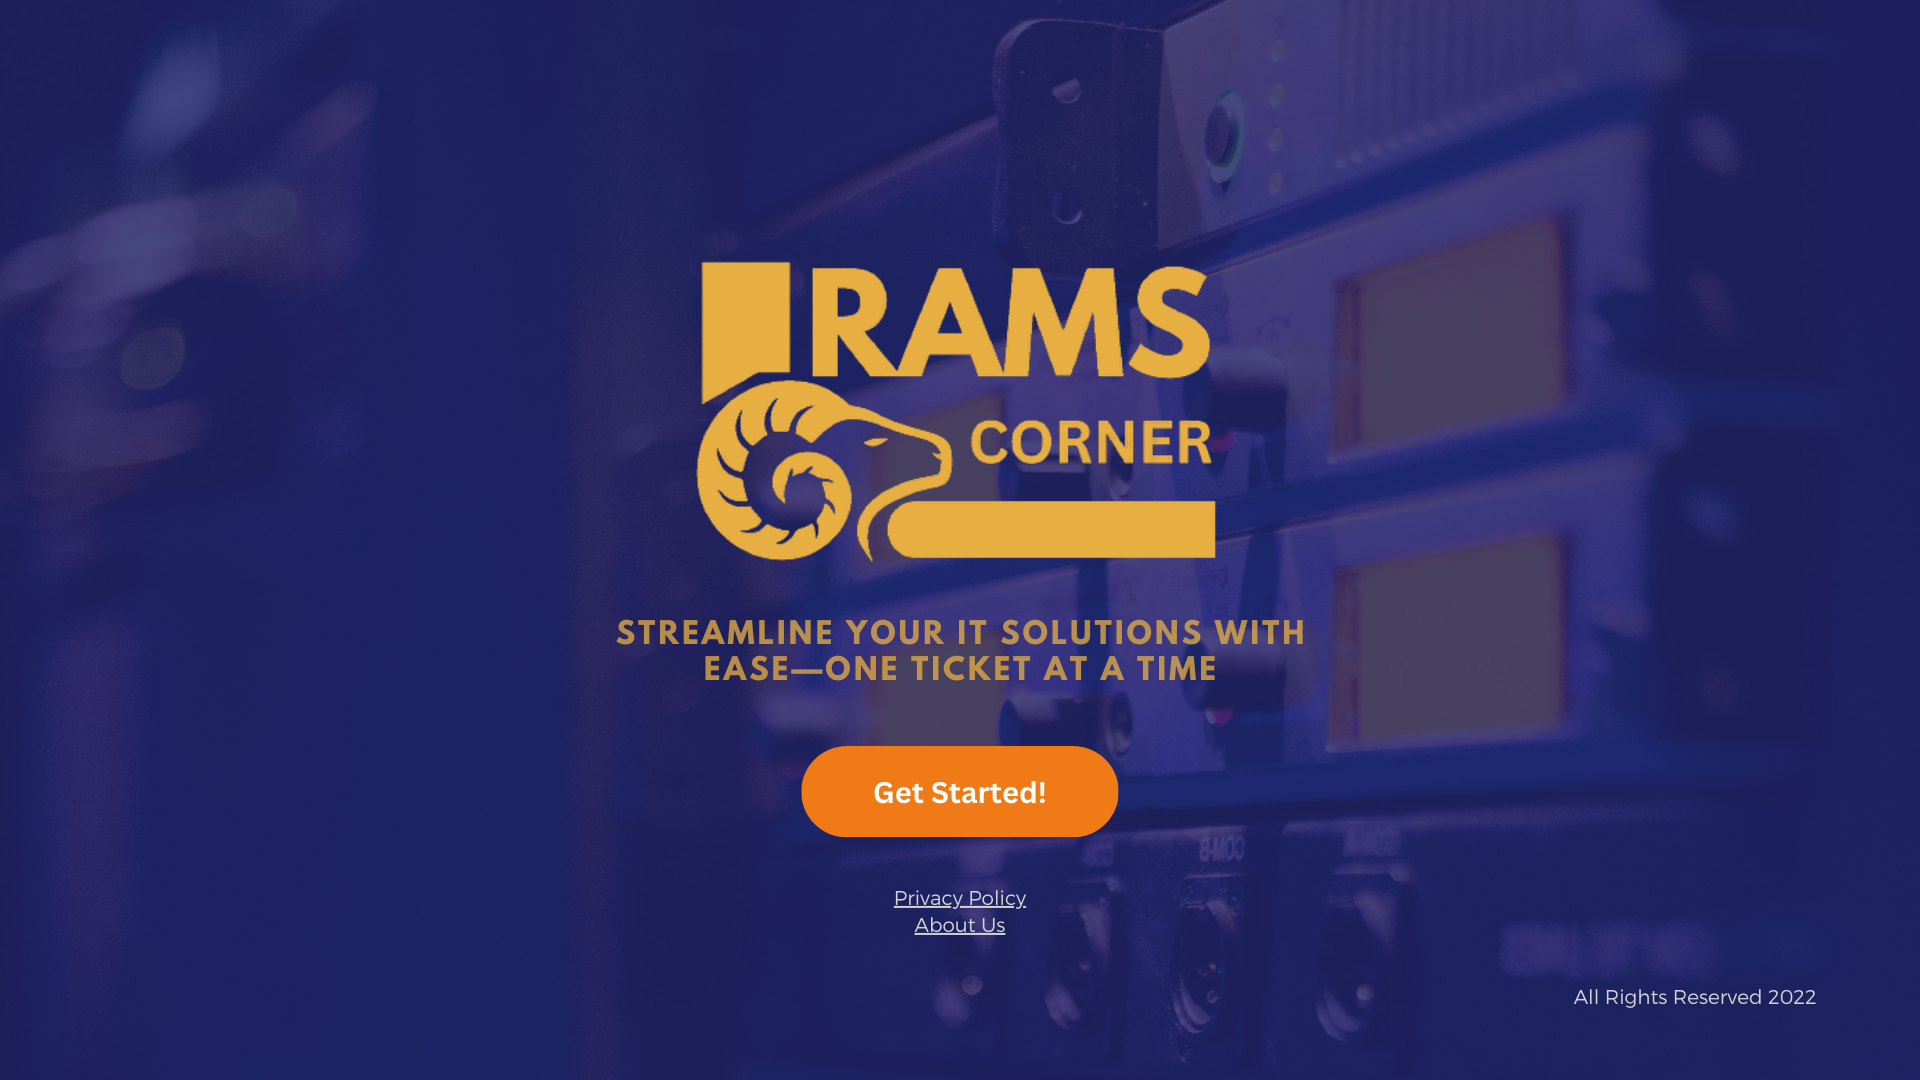 RAMS
CORNER
STREAMLINE YOUR IT SOLUTIONS WITH
EASE—ONE TICKET AT A TIME
Get Started!
COM-B
Privacy Policy
About Us
All Rights Reserved 2022